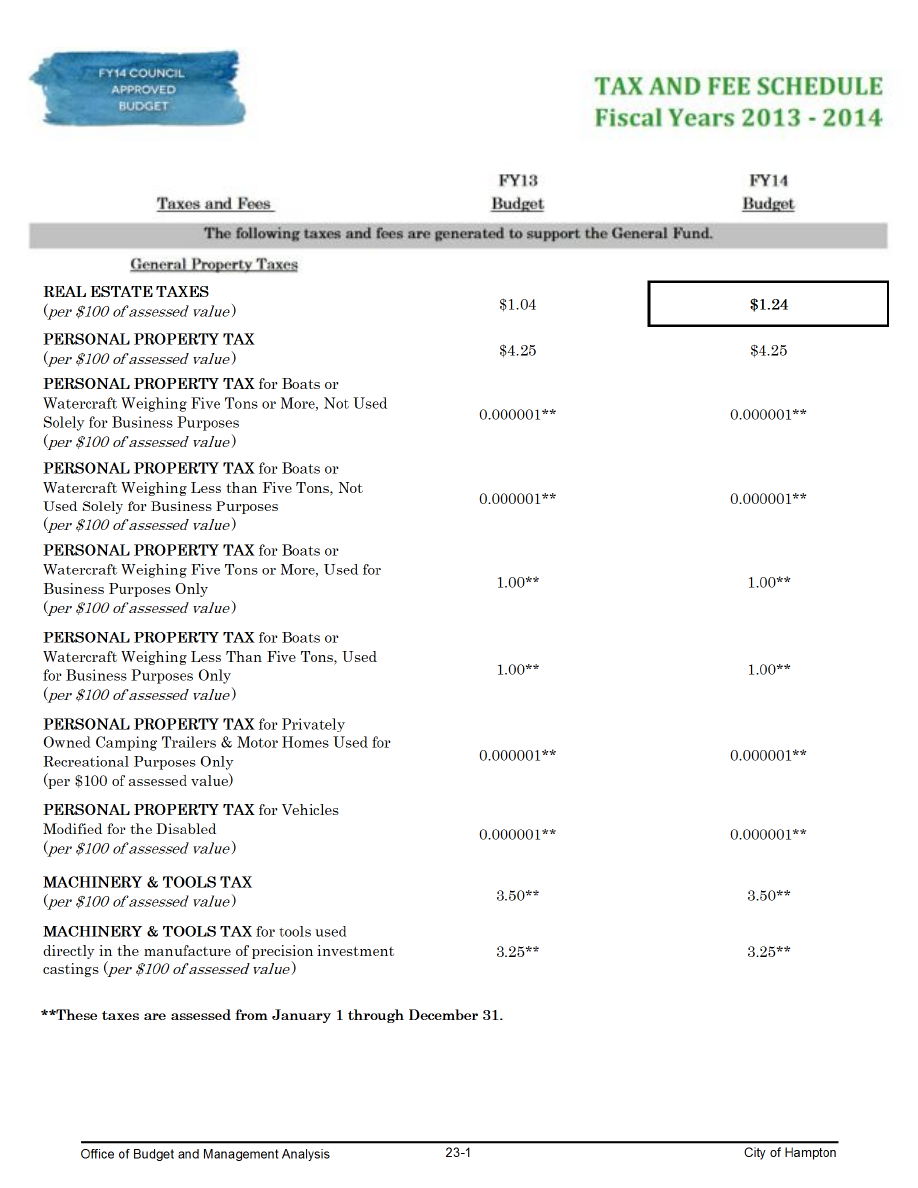 FY14 COUNCIL
APPROVED
BUDGET
TAX AND FEE SCHEDULE
Fiscal Years 2013 - 2014
FY13 FY14
Taxes and Fees Budget Budget
The following taxes and fees are generated to support the General Fund.
General Property Taxes
REAL ESTATE TAXES
(per $100 of assessed value) $1.04 $1.24
PERSONAL PROPERTY TAX
(per $100 of assessed value) $4.25 $4.25
PERSONAL PROPERTY TAX for Boats or
Watercraft Weighing Five Tons or More, Not Used
Solely for Business Purposes 0.000001** 0.000001**
(per $100 of assessed value)
PERSONAL PROPERTY TAX for Boats or
Watercraft Weighing Less than Five Tons, Not
Used Solely for Business Purposes 0.000001** 0.000001**
(per $100 of assessed value)
PERSONAL PROPERTY TAX for Boats or
Watercraft Weighing Five Tons or More, Used for
Business Purposes Only 1.00** 1.00**
(per $100 of assessed value)
PERSONAL PROPERTY TAX for Boats or
Watercraft Weighing Less Than Five Tons, Used
for Business Purposes Only 1.00** 1.00**
(per $100 of assessed value)
PERSONAL PROPERTY TAX for Privately
Owned Camping Trailers & Motor Homes Used for
Recreational Purposes Only 0.000001** 0.000001**
(per $100 of assessed value)
PERSONAL PROPERTY TAX for Vehicles
Modified for the Disabled 0.000001** 0.000001**
(per $100 of assessed value)
MACHINERY & TOOLS TAX
(per $100 of assessed value) 3.50** 3.50**
MACHINERY & TOOLS TAX for tools used
directly in the manufacture of precision investment 3.25** 3.25**
castings (per $100 of assessed value)
**These taxes are assessed from January 1 through December 31.
Office of Budget and Management Analysis 23-1 City of Hampton